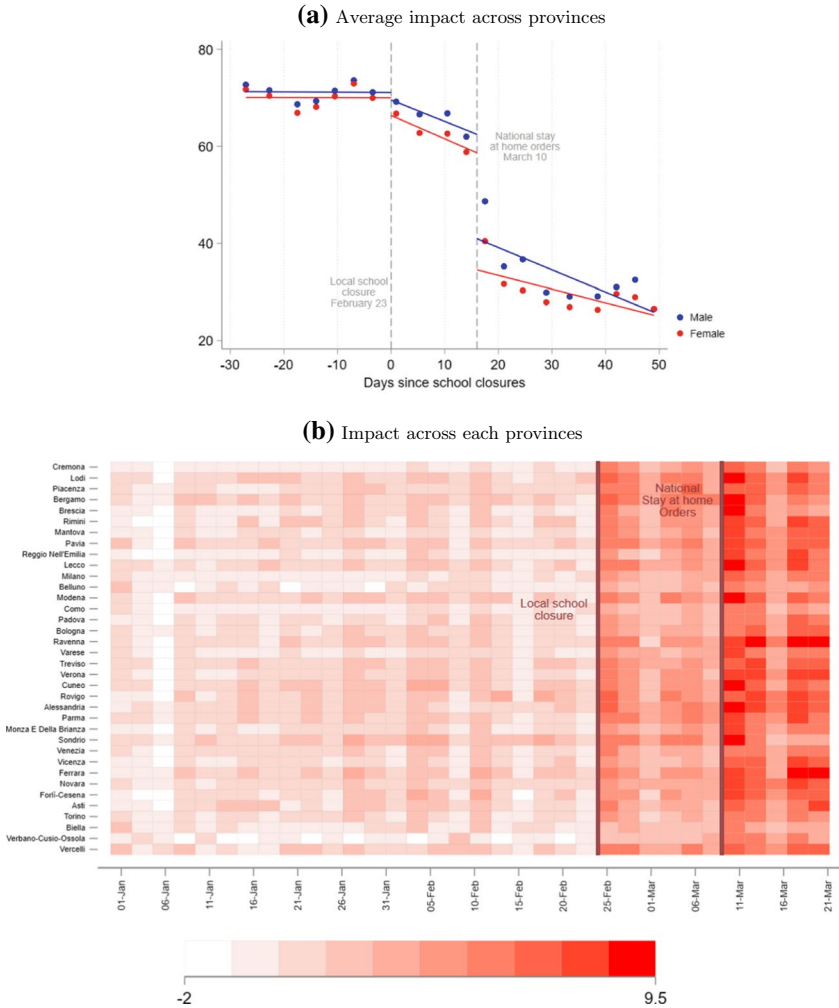 (a) Average impact across provinces
80
60
40
20
National stay
at home orders
March 10
Local school
closure
February 23
Male
Female
-30 -20 -10 0 10 20 30 40 50
Days since school closures
(b) Impact across each provinces
Cremona
Lodi
Piacenza
Bergamo
Brescia
Rimini
Mantova
Pavia
Reggio Nell'Emilia
Lecco
Milano
Belluno
Modena
Como
Padova
Bologna
Ravenna
Varese
Treviso
Verona
Cuneo
Rovigo
Alessandria
Parma
Monza E Della Brianza
Sondrio
Venezia
Vicenza
Ferrara
Novara
Forlì-Cesena
Asti
Torino
Biella
Verbano-Cusio-Ossola
Vercelli
National
Stay at home
Orders
Local school
closure
01-Jan 06-Jan 11-Jan 16-Jan 21-Jan 26-Jan 31-Jan 05-Feb 10-Feb 15-Feb 20-Feb 25-Feb 01-Mar 06-Mar 11-Mar 16-Mar 21-Mar
-2 9.5